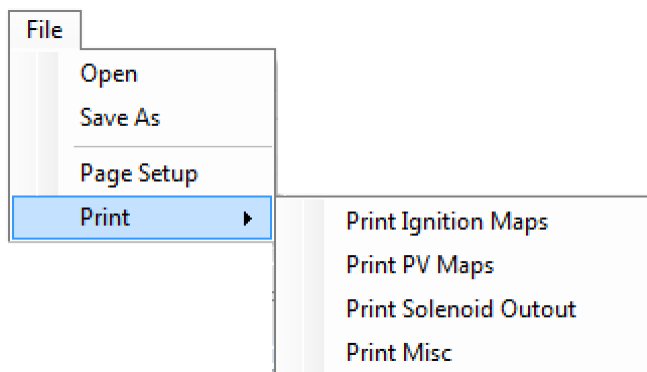 File
Open
Save As
Page Setup
Print
Print Ignition Maps
Print PV Maps
Print Solenoid Outout
Print Misc